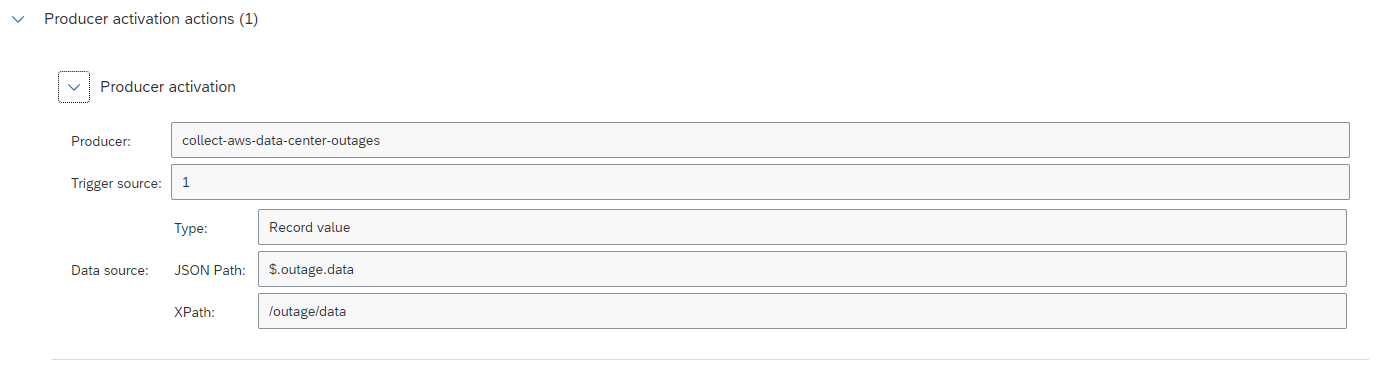 Producer activation actions (1)
Producer activation
Producer: collect-aws-data-center-outages
Trigger source: 1
Type: Record value
Data source: JSON Path: $.outage.data
XPath: /outage/data